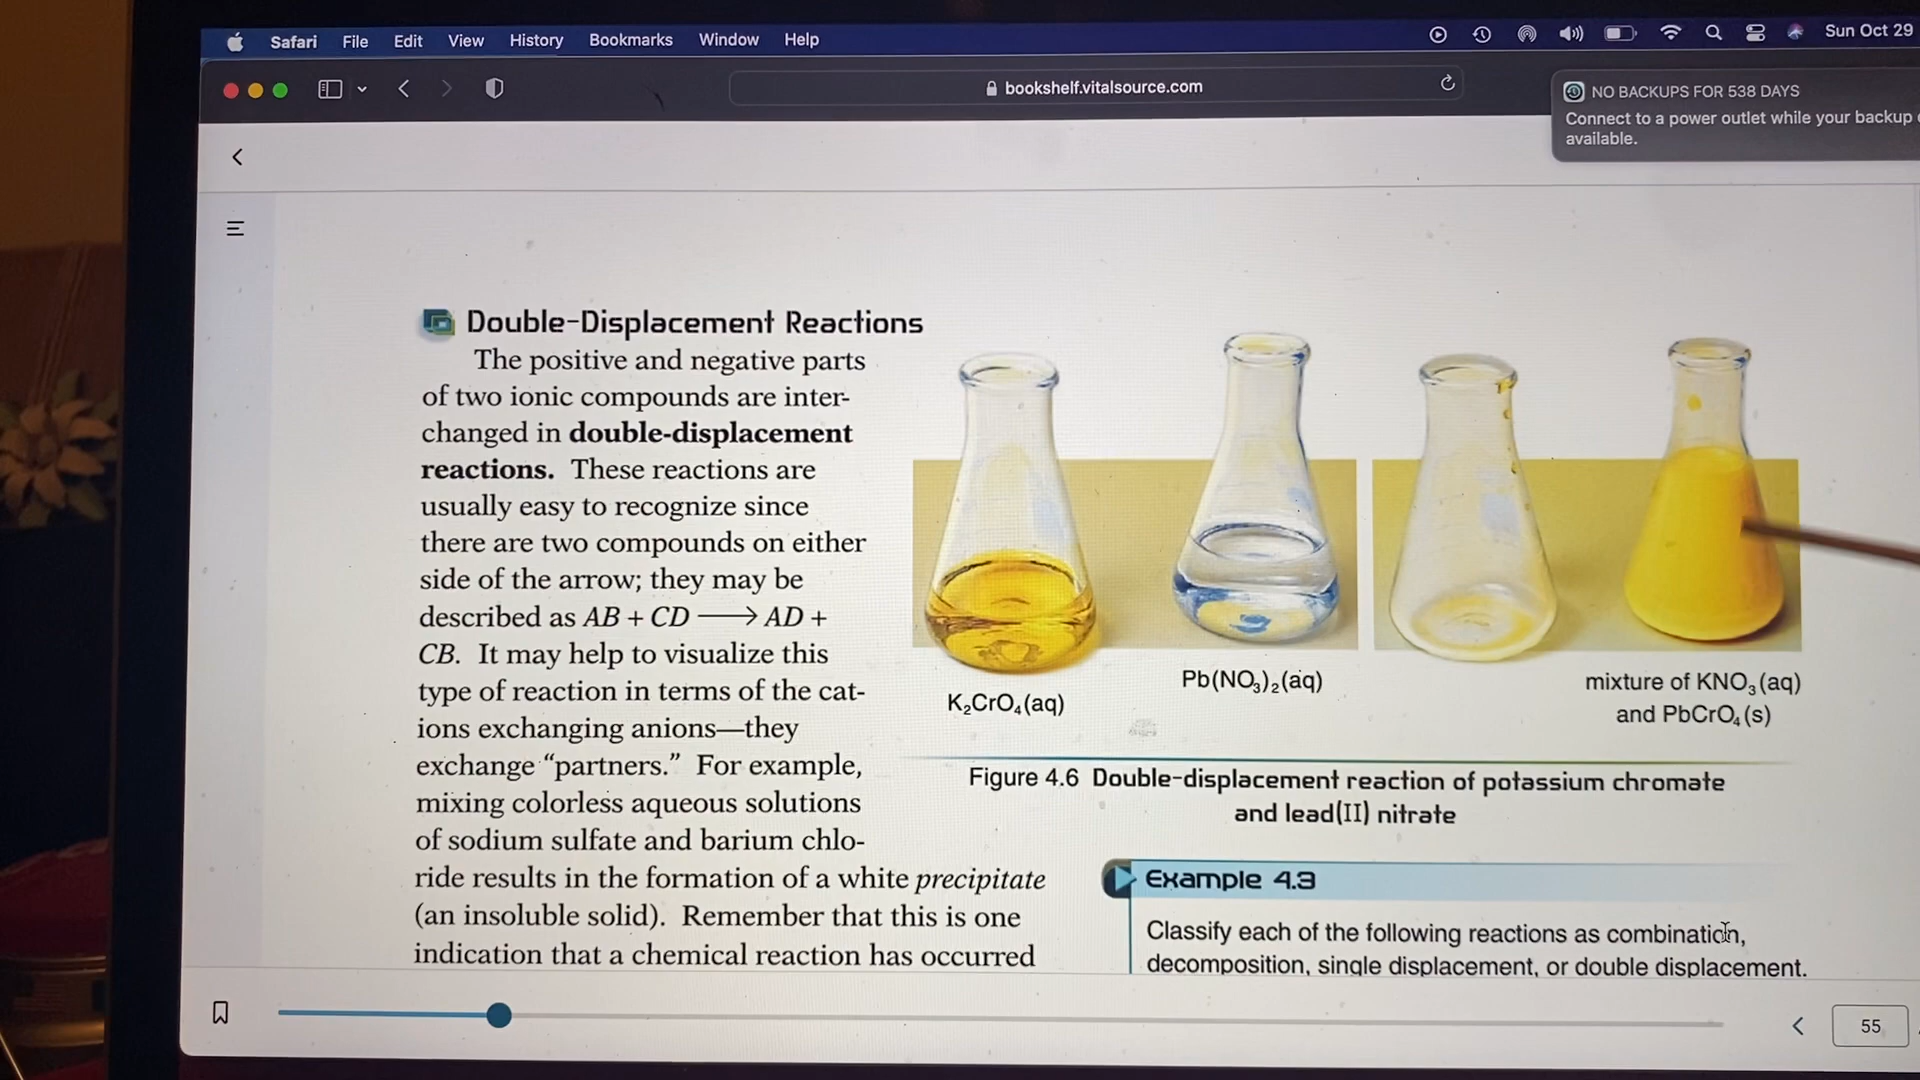 Safari File Edit View History Bookmarks Window Help Sun Oct 29
bookshelf.vitalsource.com
NO BACKUPS FOR 538 DAYS
Connect to a power outlet while your backup
available.
Double-Displacement Reactions
The positive and negative parts
of two ionic compounds are inter-
changed in double-displacement
reactions. These reactions are
usually easy to recognize since
there are two compounds on either
side of the arrow; they may be
described as AB + CD ⟶ AD +
CB. It may help to visualize this
type of reaction in terms of the cat-
ions exchanging anions—they
exchange “partners.” For example,
mixing colorless aqueous solutions
of sodium sulfate and barium chlo-
ride results in the formation of a white precipitate
(an insoluble solid). Remember that this is one
indication that a chemical reaction has occurred
K₂CrO₄(aq)
Pb(NO₃)₂(aq)
mixture of KNO₃(aq)
and PbCrO₄(s)
Figure 4.6 Double-displacement reaction of potassium chromate
and lead(II) nitrate
Example 4.3
Classify each of the following reactions as combination,
decomposition, single displacement, or double displacement.
55